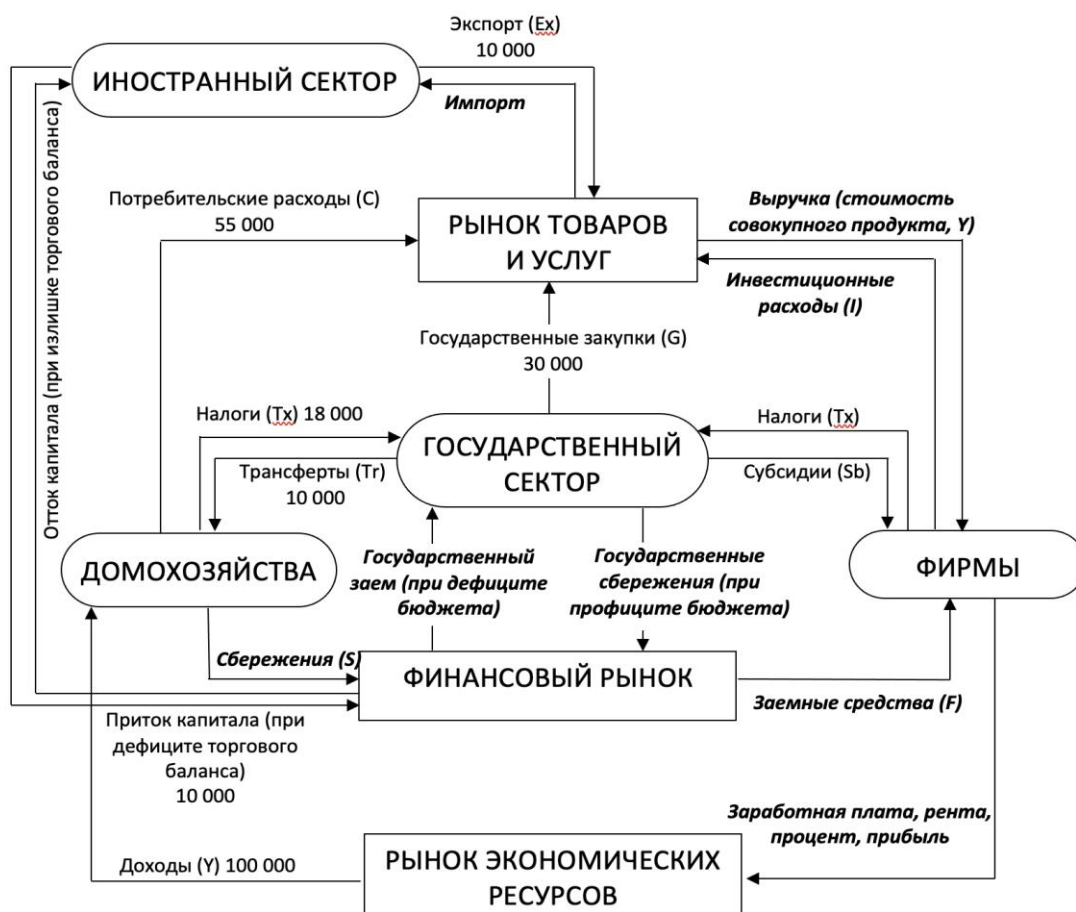 Экспорт (Ex)
10 000
ИНОСТРАННЫЙ СЕКТОР
Импорт
Отток капитала (при излишке торгового баланса)
Потребительские расходы (С)
55 000
РЫНОК ТОВАРОВ
И УСЛУГ
Выручка (стоимость
совокупного продукта, Y)
Инвестиционные
расходы (I)
Государственные закупки (G)
30 000
Налоги (Tx) 18 000
Трансферты (Tr)
10 000
ГОСУДАРСТВЕННЫЙ
СЕКТОР
Налоги (Tx)
Субсидии (Sb)
ДОМОХОЗЯЙСТВА
Государственный
заем (при дефиците
бюджета)
Государственные
сбережения (при
профиците бюджета)
ФИРМЫ
Сбережения (S)
ФИНАНСОВЫЙ РЫНОК
Заемные средства (F)
Приток капитала (при
дефиците торгового
баланса)
10 000
Заработная плата, рента,
процент, прибыль
Доходы (Y) 100 000
РЫНОК ЭКОНОМИЧЕСКИХ
РЕСУРСОВ